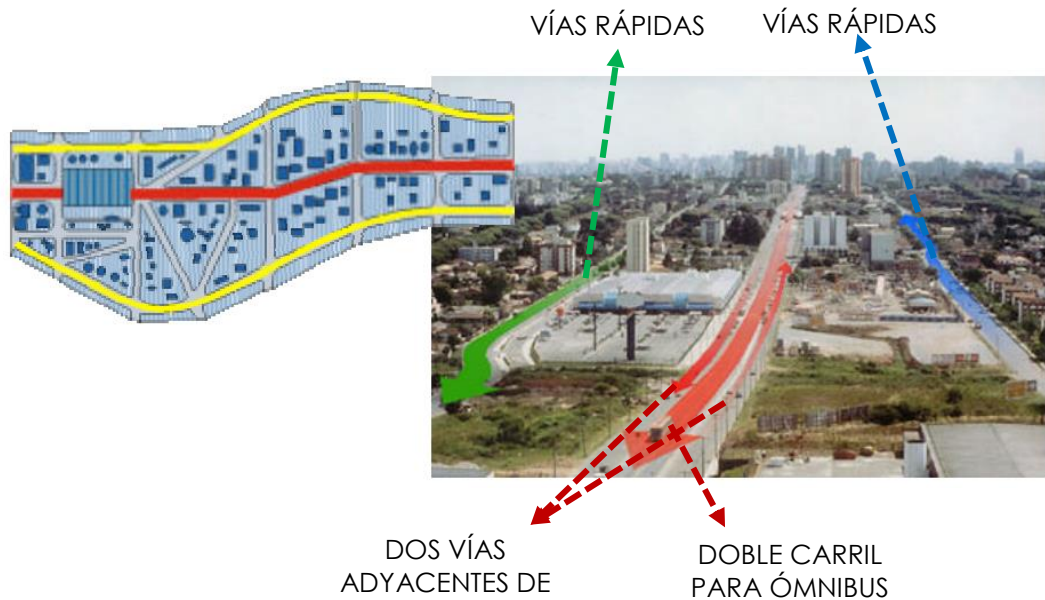 VÍAS RÁPIDAS
VÍAS RÁPIDAS
DOS VÍAS
ADYACENTES DE
DOBLE CARRIL
PARA ÓMNIBUS